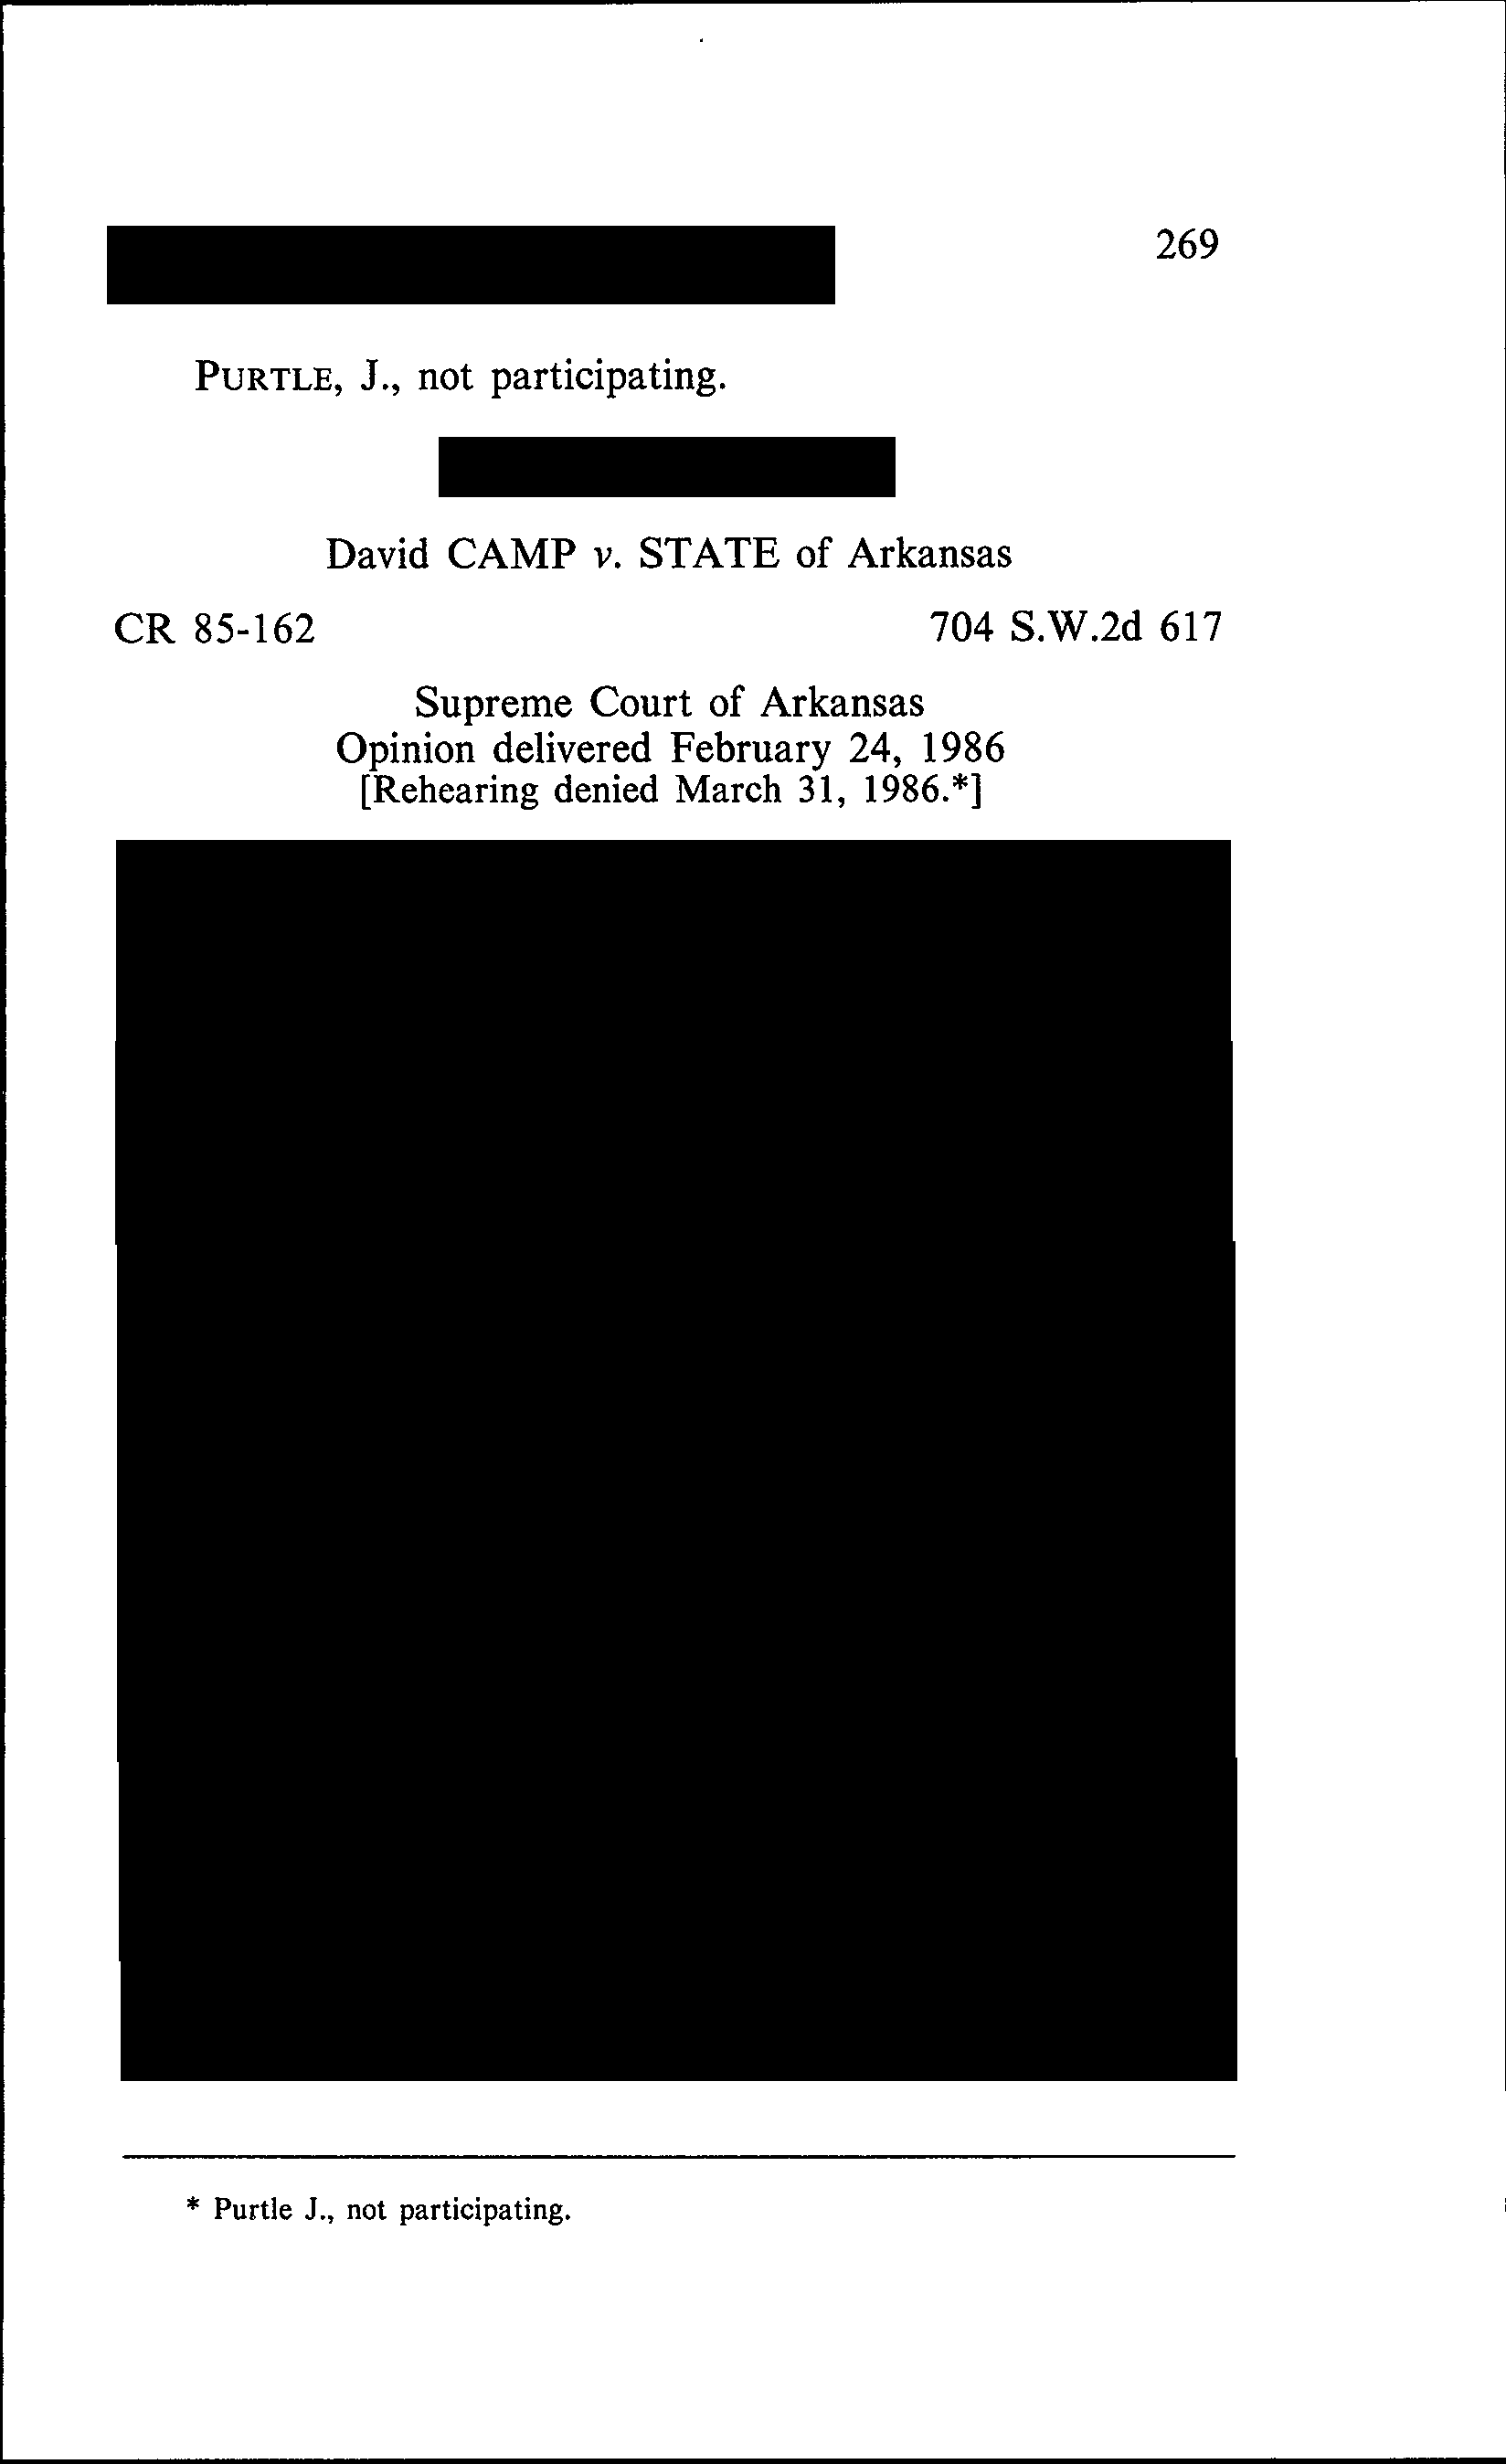 269
PURTLE, J., not participating.
David CAMP v. STATE of Arkansas
CR 85-162 704 S.W.2d 617
Supreme Court of Arkansas
Opinion delivered February 24, 1986
[Rehearing denied March 31, 1986.*]
* Purtle J., not participating.